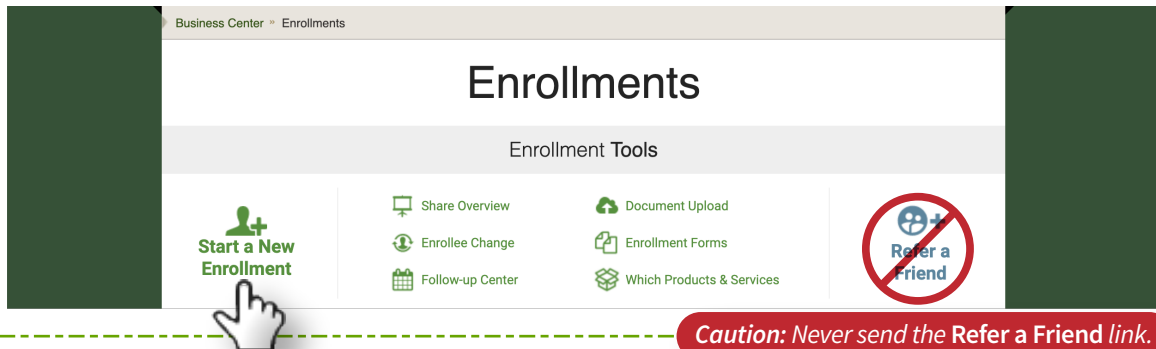 Business Center » Enrollments
Enrollments
Enrollment Tools
Start a New
Enrollment
Share Overview
Enrollee Change
Follow-up Center
Document Upload
Enrollment Forms
Which Products & Services
Refer a
Friend
Caution: Never send the Refer a Friend link.